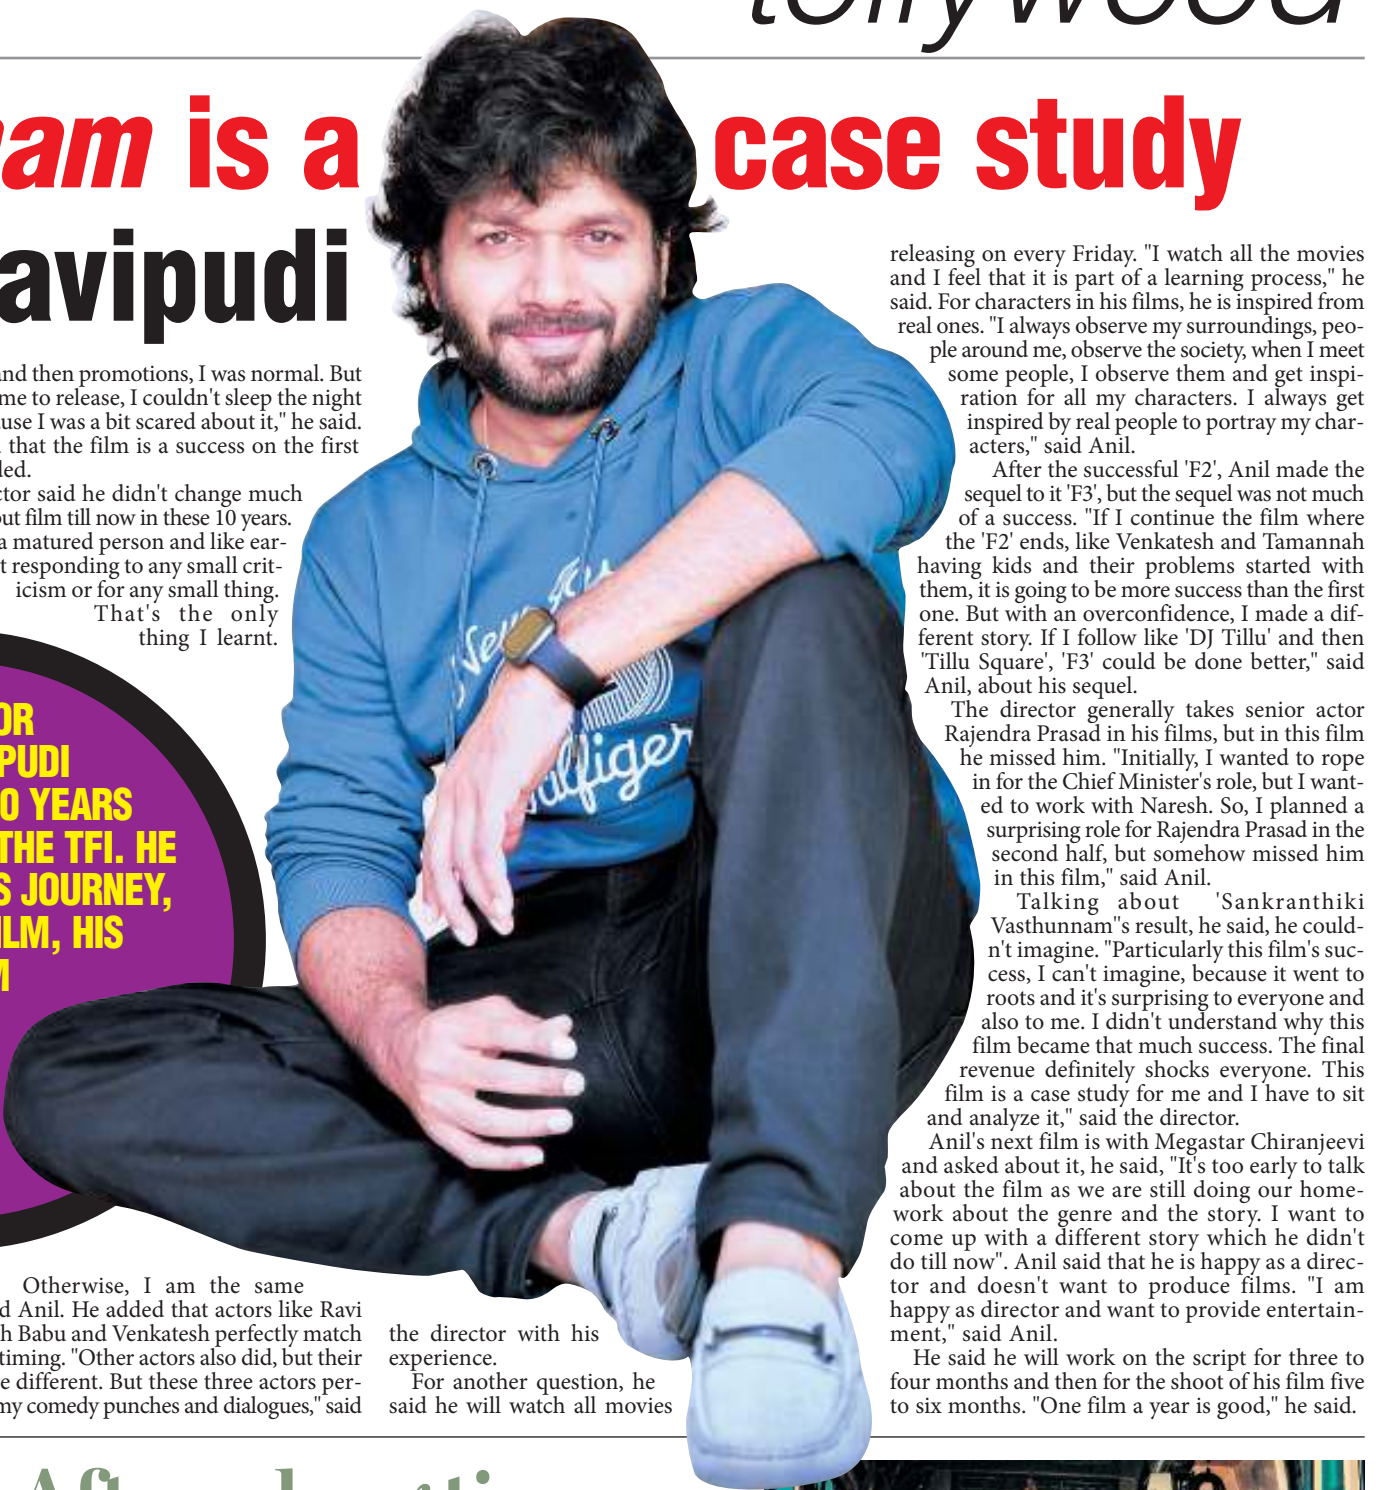 tollywood
am is a case study
avipudi
and then promotions, I was normal. But
me to release, I couldn't sleep the night
use I was a bit scared about it," he said.
that the film is a success on the first
led.
ctor said he didn't change much
out film till now in these 10 years.
a matured person and like ear-
t responding to any small crit-
icism or for any small thing.
That's the only
thing I learnt.
OR
PUDI
0 YEARS
THE TFI. HE
S JOURNEY,
ILM, HIS
M
Otherwise, I am the same
d Anil. He added that actors like Ravi
h Babu and Venkatesh perfectly match
timing. "Other actors also did, but their
e different. But these three actors per-
my comedy punches and dialogues," said
the director with his
experience.
For another question, he
said he will watch all movies
releasing on every Friday. "I watch all the movies
and I feel that it is part of a learning process," he
said. For characters in his films, he is inspired from
real ones. "I always observe my surroundings, peo-
ple around me, observe the society, when I meet
some people, I observe them and get inspi-
ration for all my characters. I always get
inspired by real people to portray my char-
acters," said Anil.
After the successful 'F2', Anil made the
sequel to it 'F3', but the sequel was not much
of a success. "If I continue the film where
the 'F2' ends, like Venkatesh and Tamannah
having kids and their problems started with
them, it is going to be more success than the first
one. But with an overconfidence, I made a dif-
ferent story. If I follow like 'DJ Tillu' and then
'Tillu Square', 'F3' could be done better," said
Anil, about his sequel.
The director generally takes senior actor
Rajendra Prasad in his films, but in this film
he missed him. "Initially, I wanted to rope
in for the Chief Minister's role, but I want-
ed to work with Naresh. So, I planned a
surprising role for Rajendra Prasad in the
second half, but somehow missed him
in this film," said Anil.
Talking about 'Sankranthiki
Vasthunnam''s result, he said, he could-
n't imagine. "Particularly this film's suc-
cess, I can't imagine, because it went to
roots and it's surprising to everyone and
also to me. I didn't understand why this
film became that much success. The final
revenue definitely shocks everyone. This
film is a case study for me and I have to sit
and analyze it," said the director.
Anil's next film is with Megastar Chiranjeevi
and asked about it, he said, "It's too early to talk
about the film as we are still doing our home-
work about the genre and the story. I want to
come up with a different story which he didn't
do till now". Anil said that he is happy as a direc-
tor and doesn't want to produce films. "I am
happy as director and want to provide entertain-
ment," said Anil.
He said he will work on the script for three to
four months and then for the shoot of his film five
to six months. "One film a year is good," he said.